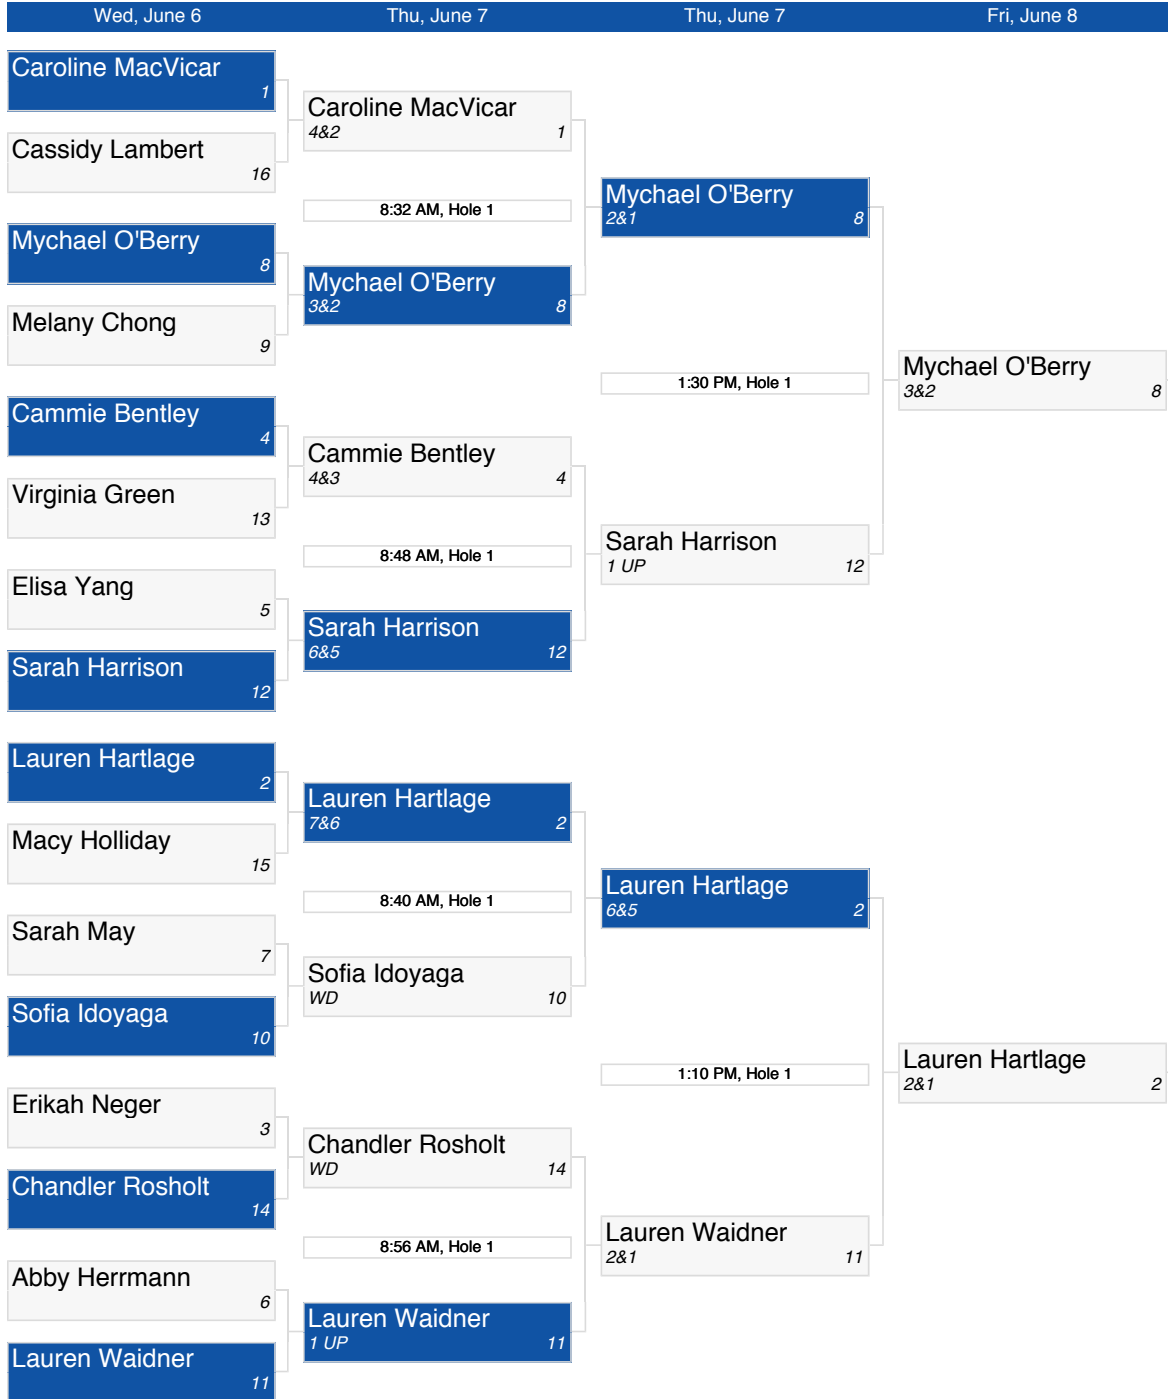 Wed, June 6
Thu, June 7
Thu, June 7
Fri, June 8
Caroline MacVicar
1
Cassidy Lambert
16
Mychael O'Berry
8
Melany Chong
9
Cammie Bentley
4
Virginia Green
13
Elisa Yang
5
Sarah Harrison
12
Lauren Hartlage
2
Macy Holliday
15
Sarah May
7
Sofia Idoyaga
10
Erikah Neger
3
Chandler Rosholt
14
Abby Herrmann
6
Lauren Waidner
11
Caroline MacVicar
4&2 1
8:32 AM, Hole 1
Mychael O'Berry
3&2 8
Cammie Bentley
4&3 4
8:48 AM, Hole 1
Sarah Harrison
6&5 12
Lauren Hartlage
7&6 2
8:40 AM, Hole 1
Sofia Idoyaga
WD 10
Chandler Rosholt
WD 14
8:56 AM, Hole 1
Lauren Waidner
1 UP 11
Mychael O'Berry
2&1 8
1:30 PM, Hole 1
Sarah Harrison
1 UP 12
Lauren Hartlage
6&5 2
1:10 PM, Hole 1
Lauren Waidner
2&1 11
Mychael O'Berry
3&2 8
Lauren Hartlage
2&1 2